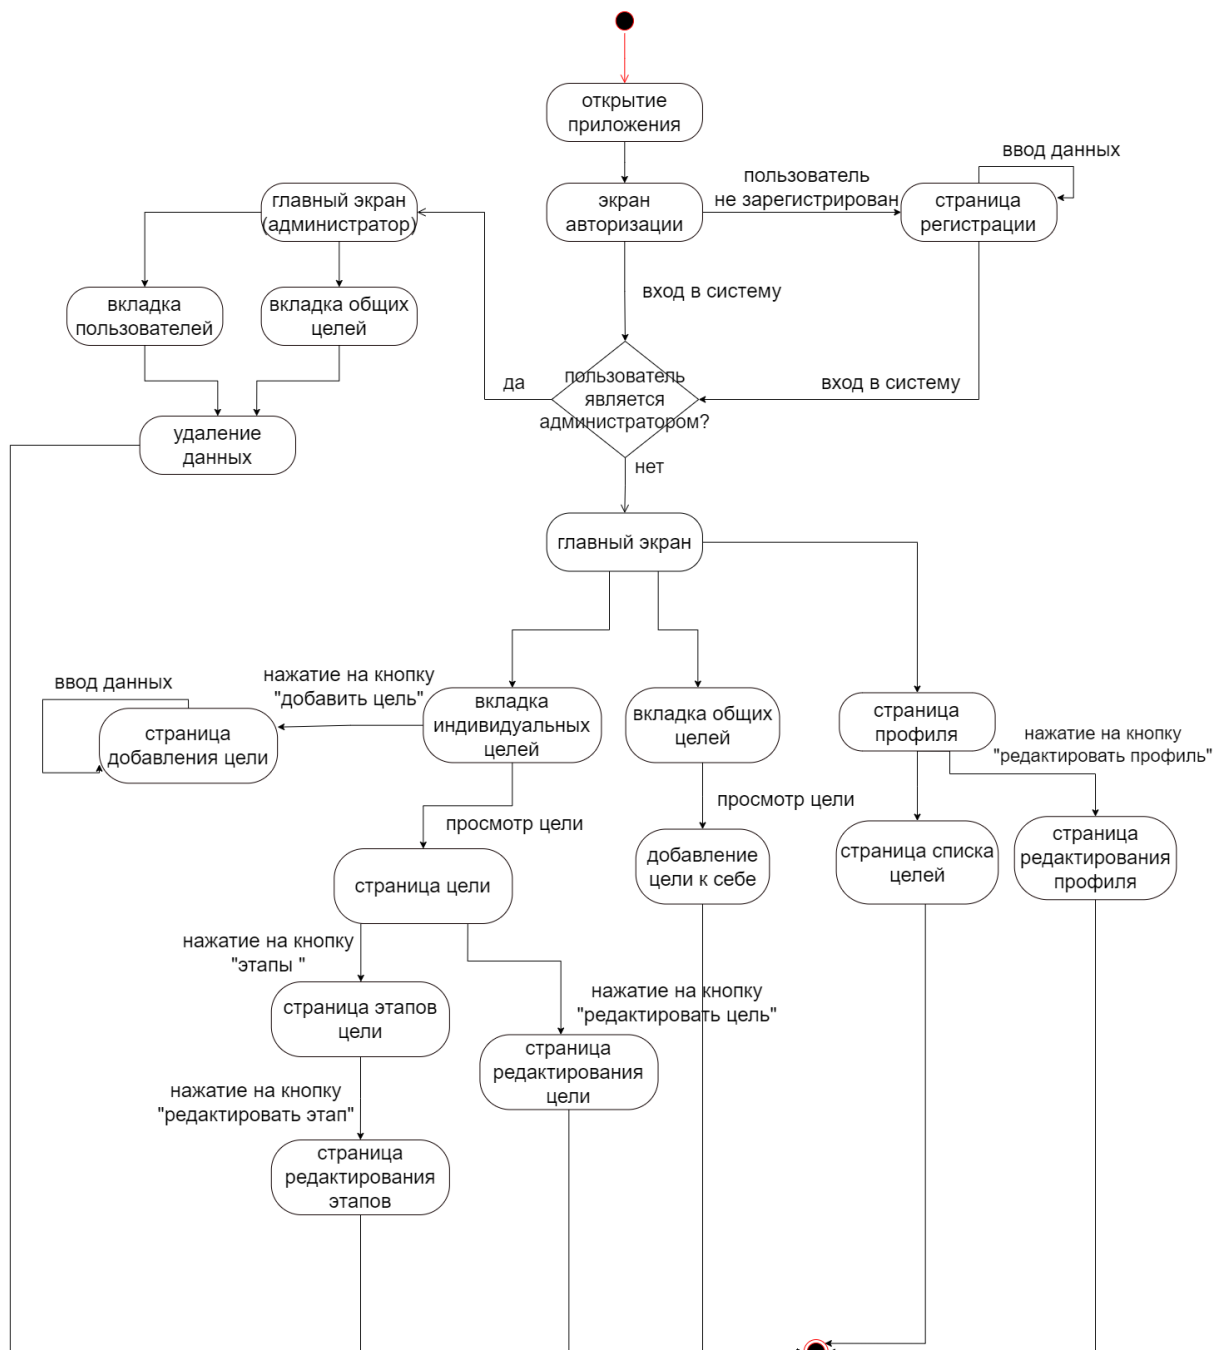 открытие
приложения
ввод данных
пользователь
не зарегистрирован
главный экран
(администратор)
экран
авторизации
страница
регистрации
вход в систему
вкладка
пользователей
вкладка общих
целей
пользователь
является
администратором?
да
вход в систему
удаление
данных
нет
главный экран
нажатие на кнопку
"добавить цель"
ввод данных
страница
добавления цели
вкладка
индивидуальных
целей
вкладка общих
целей
страница
профиля
нажатие на кнопку
"редактировать профиль"
просмотр цели
просмотр цели
страница цели
добавление
цели к себе
страница списка
целей
страница
редактирования
профиля
нажатие на кнопку
"этапы "
страница этапов
цели
нажатие на кнопку
"редактировать цель"
страница
редактирования
цели
нажатие на кнопку
"редактировать этап"
страница
редактирования
этапов